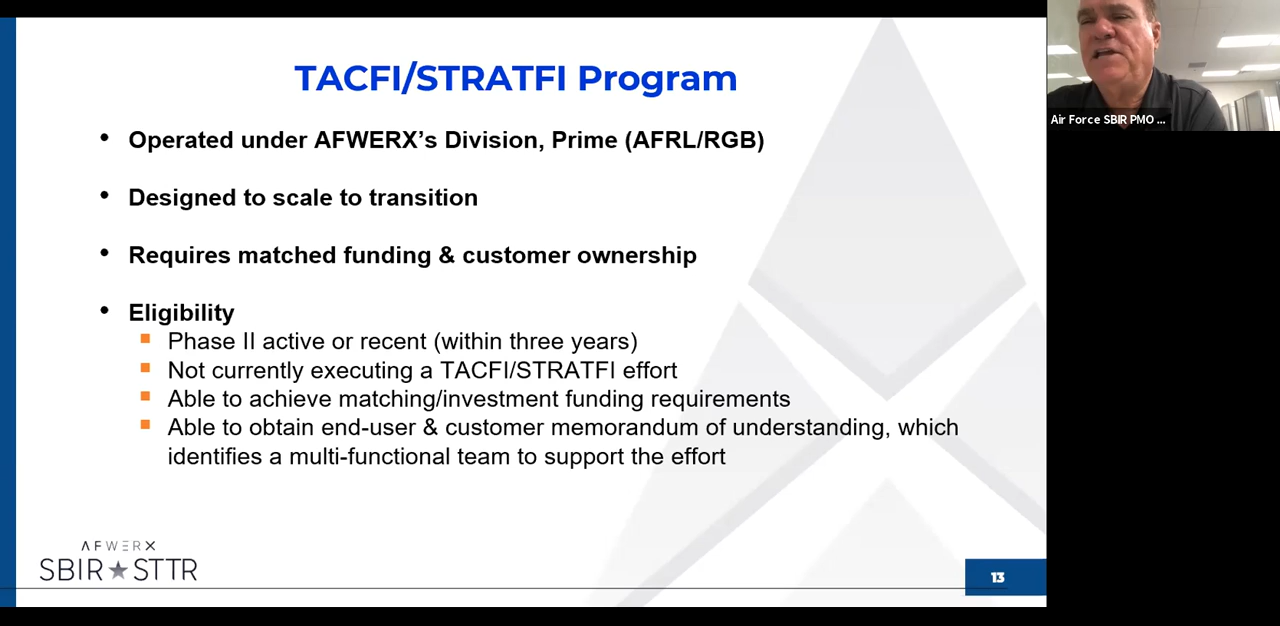 TACFI/STRATFI Program
• Operated under AFWERX's Division, Prime (AFRL/RGB)
• Designed to scale to transition
• Requires matched funding & customer ownership
• Eligibility
Phase II active or recent (within three years)
Not currently executing a TACFI/STRATFI effort
Able to achieve matching/investment funding requirements
Able to obtain end-user & customer memorandum of understanding, which
identifies a multi-functional team to support the effort
AFWERX
SBIR★STTR
13
Air Force SBIR PMO ...